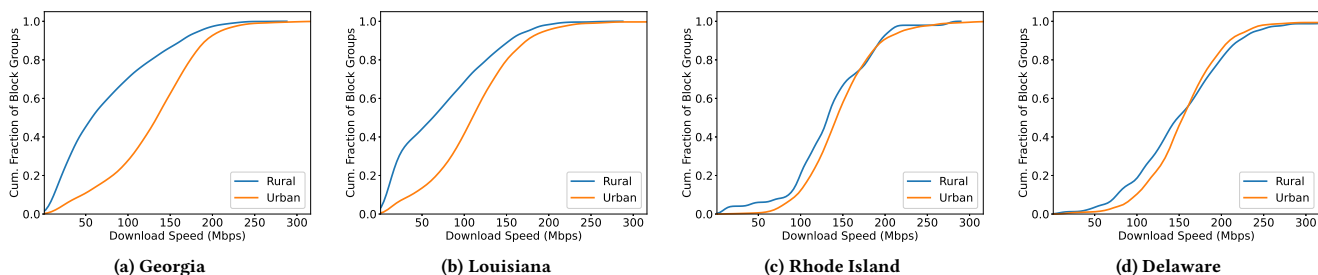 Cum. Fraction of Block Groups
1.0
0.8
0.6
0.4
0.2
0.0
50 100 150 200 250 300
Download Speed (Mbps)
Rural
Urban
(a) Georgia
Cum. Fraction of Block Groups
1.0
0.8
0.6
0.4
0.2
0.0
50 100 150 200 250 300
Download Speed (Mbps)
Rural
Urban
(b) Louisiana
Cum. Fraction of Block Groups
1.0
0.8
0.6
0.4
0.2
0.0
50 100 150 200 250 300
Download Speed (Mbps)
Rural
Urban
(c) Rhode Island
Cum. Fraction of Block Groups
1.0
0.8
0.6
0.4
0.2
0.0
50 100 150 200 250 300
Download Speed (Mbps)
Rural
Urban
(d) Delaware